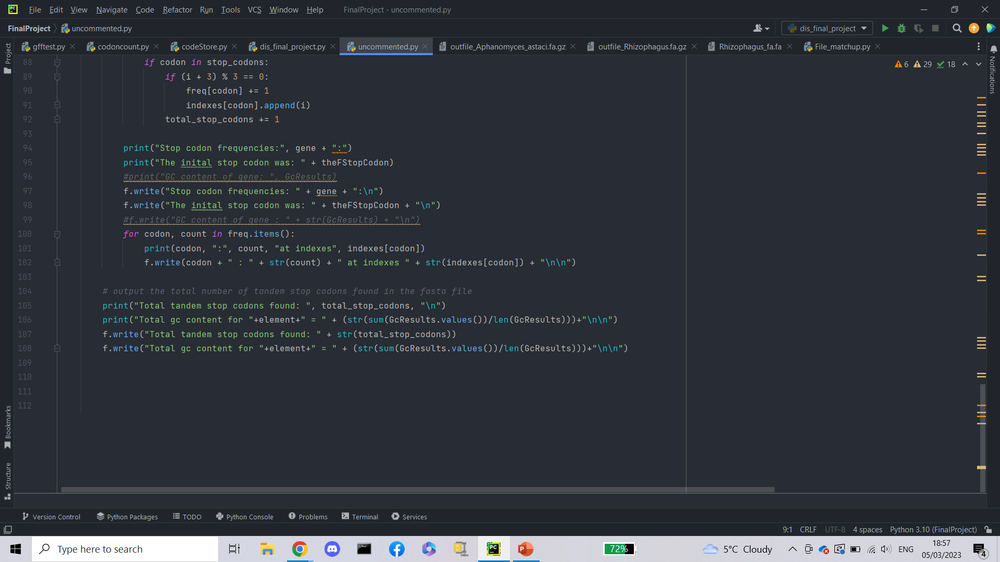 PC File Edit View Navigate Code Refactor Run Tools VCS Window Help FinalProject - uncommented.py
FinalProject uncommented.py dis_final_project
gfftest.py codoncount.py codeStore.py dis_final_project.py uncommented.py outfile_Aphanomyces_astaci.fa.gz outfile_Rhizophagus.fa.gz Rhizophagus_fa.fa File_matchup.py
Project
Notifications
6 29 18
88 if codon in stop_codons:
89 if (i + 3) % 3 == 0:
90 freq[codon] += 1
91 indexes[codon].append(i)
92 total_stop_codons += 1
93
94 print("Stop codon frequencies:", gene + ":")
95 print("The inital stop codon was: " + theFStopCodon)
96 #print("GC content of gene: ", GcResults)
97 f.write("Stop codon frequencies: " + gene + ":\n")
98 f.write("The inital stop codon was: " + theFStopCodon + "\n")
99 #f.write("GC content of gene : " + str(GcResults) + "\n")
100 for codon, count in freq.items():
101 print(codon, ":", count, "at indexes", indexes[codon])
102 f.write(codon + " : " + str(count) + " at indexes " + str(indexes[codon]) + "\n\n")
103
104 # output the total number of tandem stop codons found in the fasta file
105 print("Total tandem stop codons found: ", total_stop_codons, "\n")
106 print("Total gc content for "+element+" = " + (str(sum(GcResults.values())/len(GcResults)))+"\n\n")
107 f.write("Total tandem stop codons found: " + str(total_stop_codons))
108 f.write("Total gc content for "+element+" = " + (str(sum(GcResults.values())/len(GcResults)))+"\n\n")
109
110
111
112
Bookmarks
Structure
Version Control Python Packages TODO Python Console Problems Terminal Services
9:1 CRLF UTF-8 4 spaces Python 3.10 (FinalProject)
Type here to search PC P 72% 5°C Cloudy ENG 18:57
05/03/2023 4